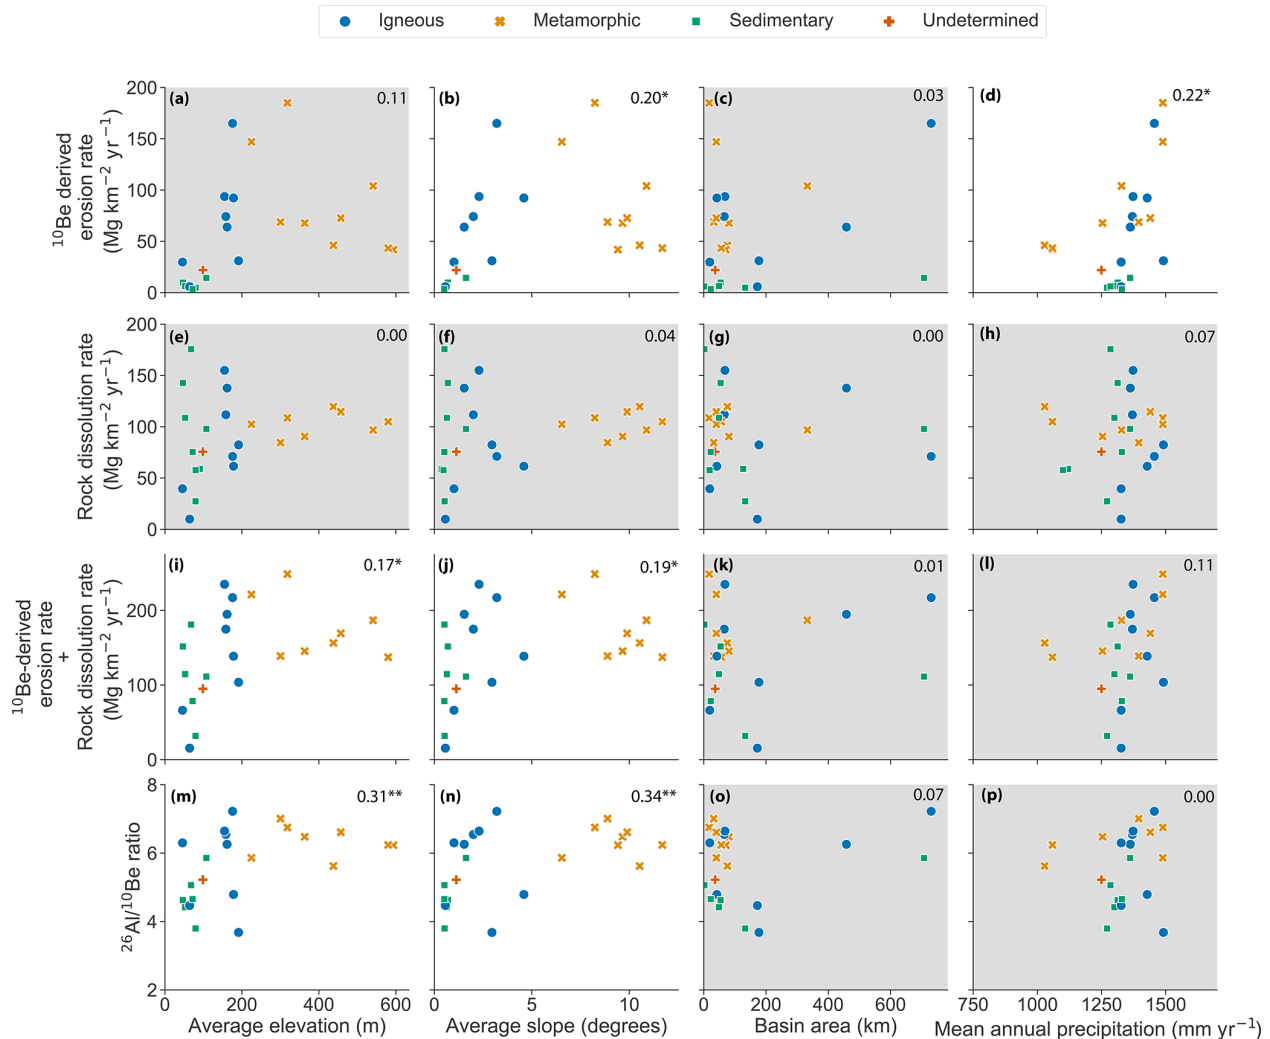 Igneous Metamorphic Sedimentary Undetermined
¹⁰Be derived
erosion rate
(Mg km⁻² yr⁻¹)
200
150
100
50
0
(a) 0.11
(b) 0.20*
(c) 0.03
(d) 0.22*
Rock dissolution rate
(Mg km⁻² yr⁻¹)
200
150
100
50
0
(e) 0.00
(f) 0.04
(g) 0.00
(h) 0.07
¹⁰Be-derived
erosion rate
+
Rock dissolution rate
(Mg km⁻² yr⁻¹)
200
100
0
(i) 0.17*
(j) 0.19*
(k) 0.01
(l) 0.11
²⁶Al/¹⁰Be ratio
8
6
4
2
(m) 0.31**
(n) 0.34**
(o) 0.07
(p) 0.00
0 200 400 600
Average elevation (m)
0 5 10
Average slope (degrees)
0 200 400 600
Basin area (km)
750 1000 1250 1500
Mean annual precipitation (mm yr⁻¹)